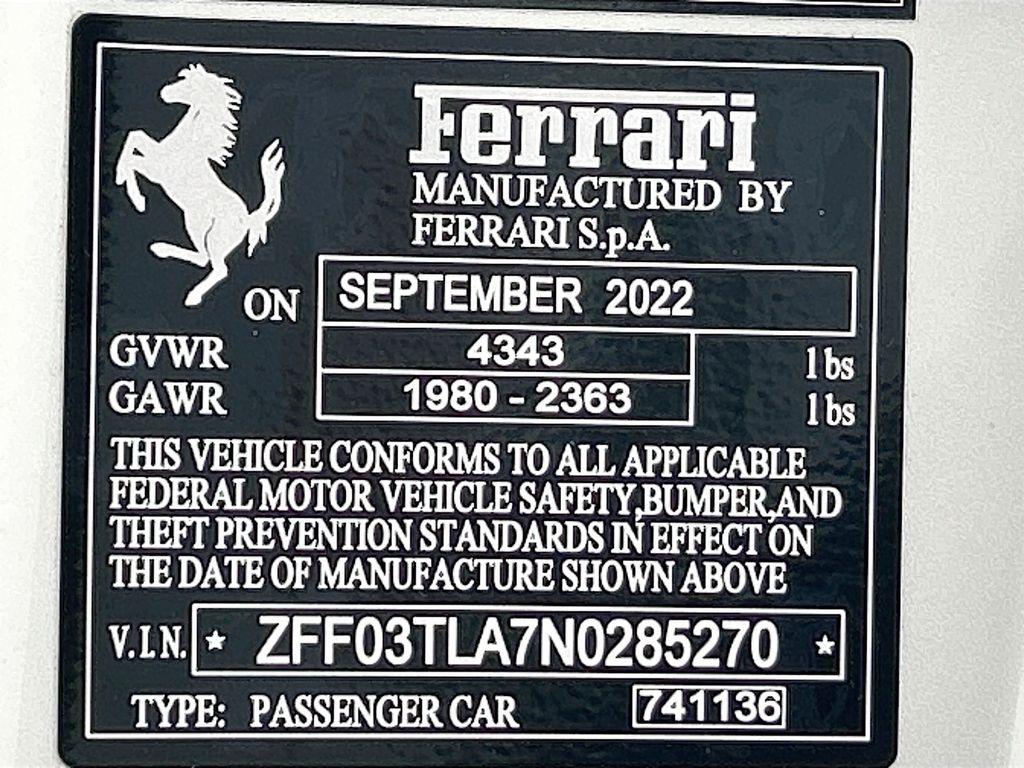 Ferrari
MANUFACTURED BY
FERRARI S.p.A.
ON SEPTEMBER 2022
GVWR 4343 lbs
GAWR 1980 - 2363 lbs
THIS VEHICLE CONFORMS TO ALL APPLICABLE
FEDERAL MOTOR VEHICLE SAFETY,BUMPER,AND
THEFT PREVENTION STANDARDS IN EFFECT ON
THE DATE OF MANUFACTURE SHOWN ABOVE
V.I.N. * ZFF03TLA7N0285270 *
TYPE: PASSENGER CAR 741136